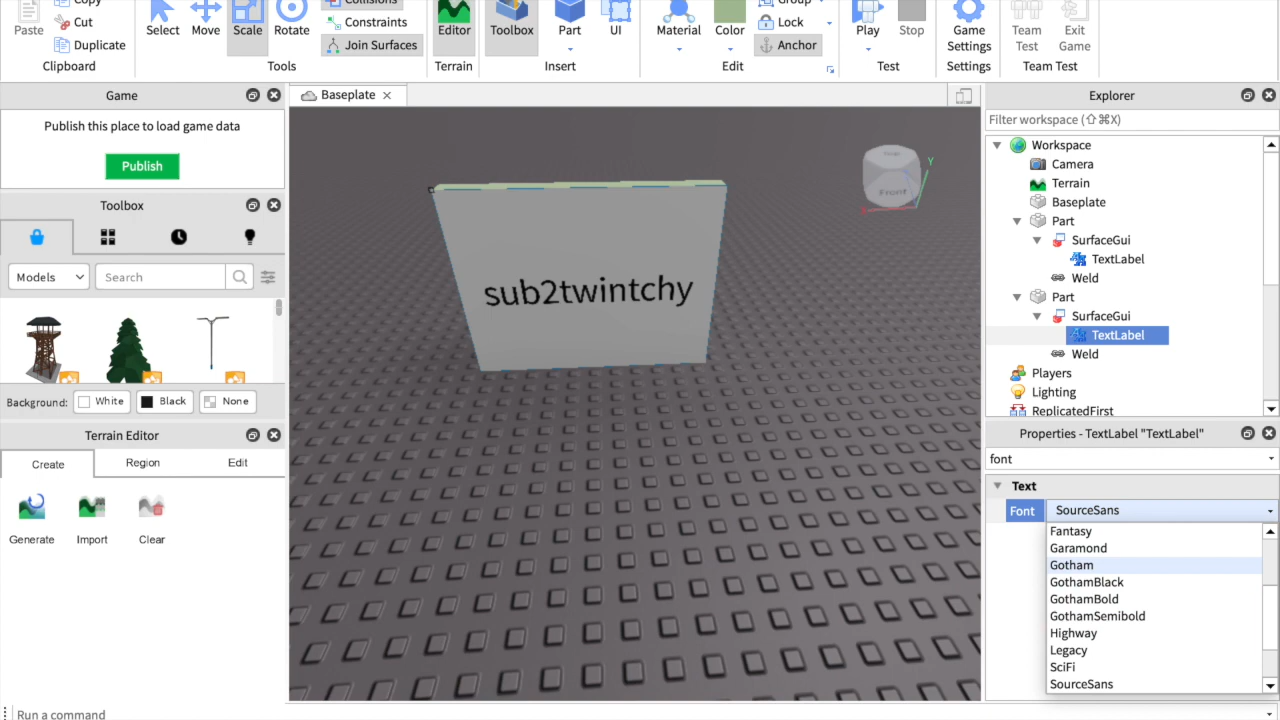 Copy
Collisions
Group
Paste
Cut
Duplicate
Select
Move
Scale
Rotate
Constraints
Join Surfaces
Editor
Toolbox
Part
UI
Material
Color
Lock
Anchor
Play
Stop
Game
Settings
Team
Test
Exit
Game
Clipboard
Tools
Terrain
Insert
Edit
Test
Settings
Team Test
Game
Publish this place to load game data
Publish
Toolbox
Models
Search
Background:
White
Black
None
Terrain Editor
Create
Region
Edit
Generate
Import
Clear
Run a command
Baseplate
sub2twintchy
Front
Y
Explorer
Filter workspace (⇧⌘X)
Workspace
Camera
Terrain
Baseplate
Part
SurfaceGui
TextLabel
Weld
Part
SurfaceGui
TextLabel
Weld
Players
Lighting
ReplicatedFirst
Properties - TextLabel "TextLabel"
font
Text
Font
SourceSans
Fantasy
Garamond
Gotham
GothamBlack
GothamBold
GothamSemibold
Highway
Legacy
SciFi
SourceSans